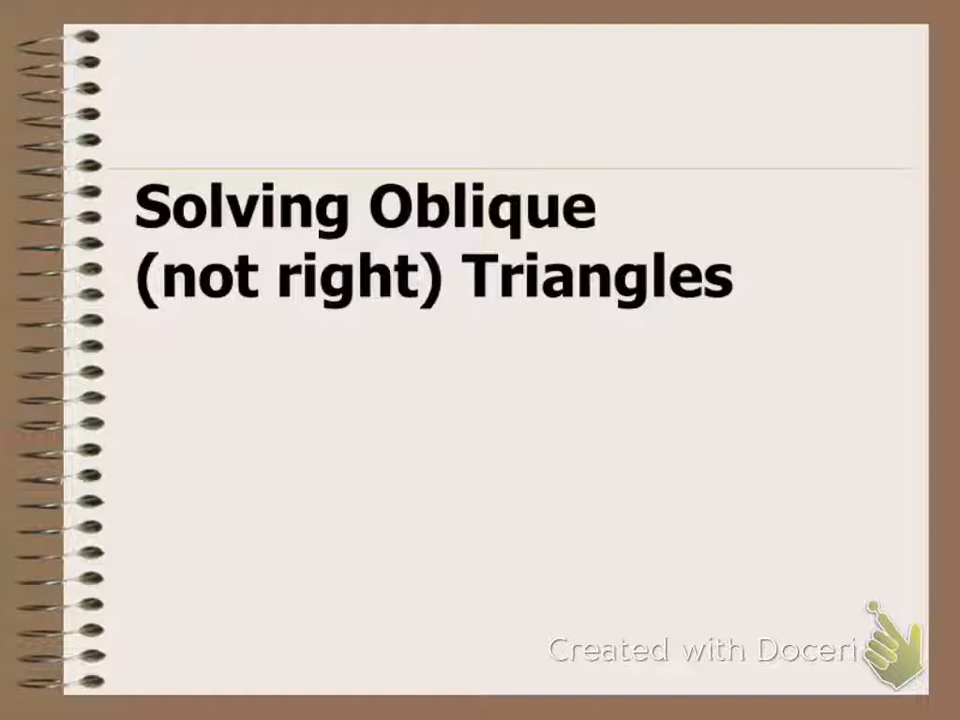 Solving Oblique
(not right) Triangles
Created with Doceri